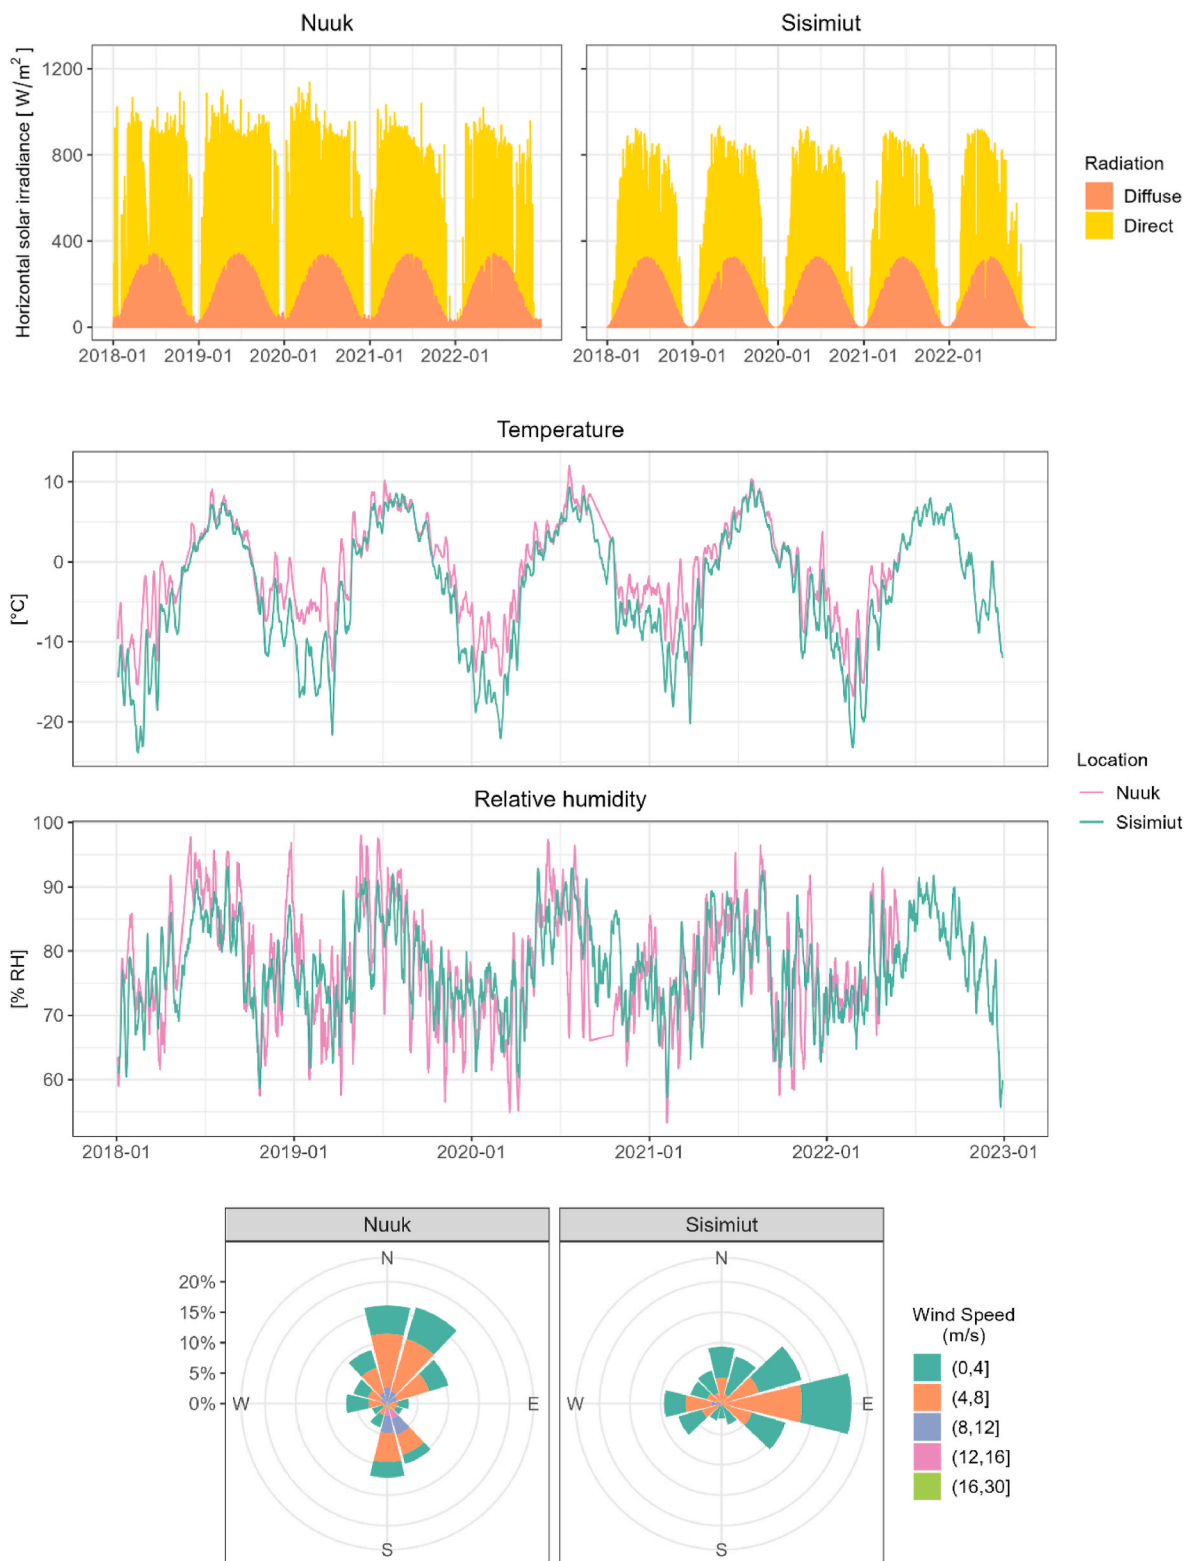 Nuuk Sisimiut
Horizontal solar irradiance [ W/m² ]
1200
800
400
0
2018-01 2019-01 2020-01 2021-01 2022-01
2018-01 2019-01 2020-01 2021-01 2022-01
Radiation
Diffuse
Direct
Temperature
[°C]
10
0
-10
-20
Location
Nuuk
Sisimiut
Relative humidity
[% RH]
100
90
80
70
60
2018-01 2019-01 2020-01 2021-01 2022-01 2023-01
Nuuk Sisimiut
20%
15%
10%
5%
0%
N
W E
S
N
W E
S
Wind Speed
(m/s)
(0,4]
(4,8]
(8,12]
(12,16]
(16,30]